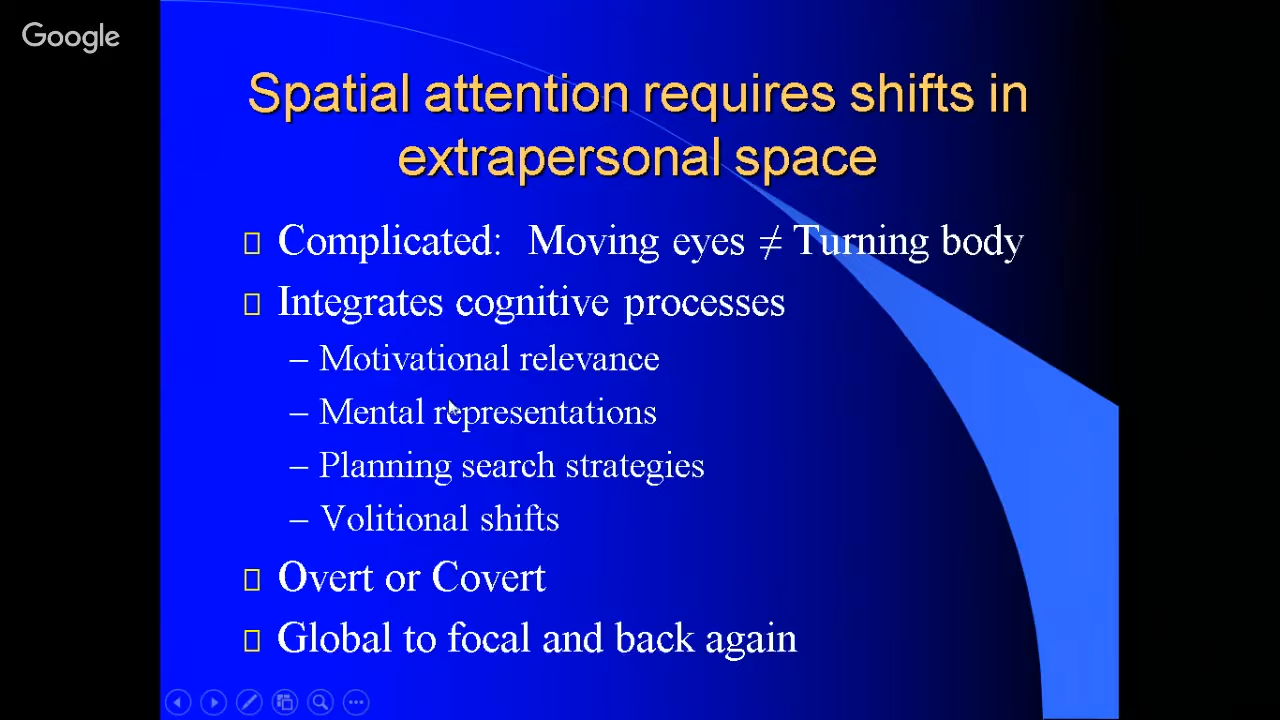 Google
Spatial attention requires shifts in
extrapersonal space
Complicated: Moving eyes ≠ Turning body
Integrates cognitive processes
– Motivational relevance
– Mental representations
– Planning search strategies
– Volitional shifts
Overt or Covert
Global to focal and back again